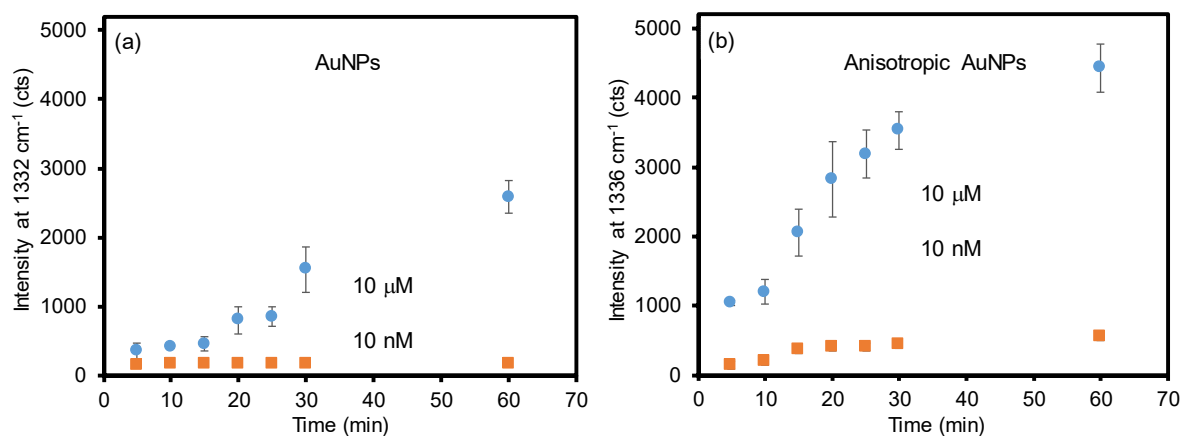 (a)
AuNPs
Intensity at 1332 cm⁻¹ (cts)
5000
4000
3000
2000
1000
0
10 μM
10 nM
0 10 20 30 40 50 60 70
Time (min)
(b)
Anisotropic AuNPs
Intensity at 1336 cm⁻¹ (cts)
5000
4000
3000
2000
1000
0
10 μM
10 nM
0 10 20 30 40 50 60 70
Time (min)